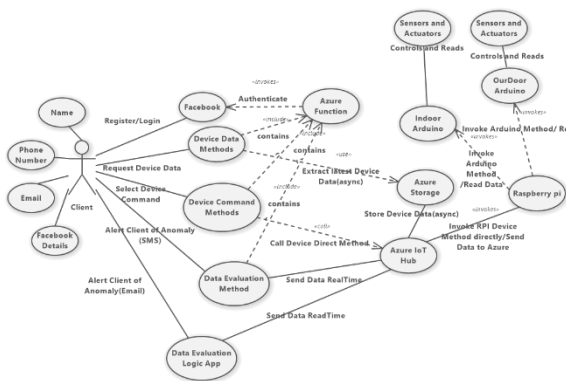 Sensors and
Actuators
Sensors and
Actuators
Controls and Reads
Controls and Reads
«invokes»
Name
Facebook
Authenticate
Azure
Function
OurDoor
Arduino
Register/Login
«include»
Indoor
Arduino
«invokes»
Phone
Number
Device Data
Methods
contains
«include»
Invoke Arduino Method/ Re
contains
«use»
«invokes»
Request Device Data
Invoke
Arduino
Method
/Read Data
Extract latest Device
Data(async)
Azure
Storage
Raspberry pi
Email
Client
Select Device
Command
Device Command
Methods
«include»
contains
Store Device Data(async)
Facebook
Details
Alert Client of Anomaly
(SMS)
«call»
Call Device Direct Method
Azure IoT
Hub
Invoke RPI Device
Method directly/Send
Data to Azure
Alert Client of
Anomaly(Email)
Data Evaluation
Method
Send Data RealTime
Send Data ReadTime
Data Evaluation
Logic App